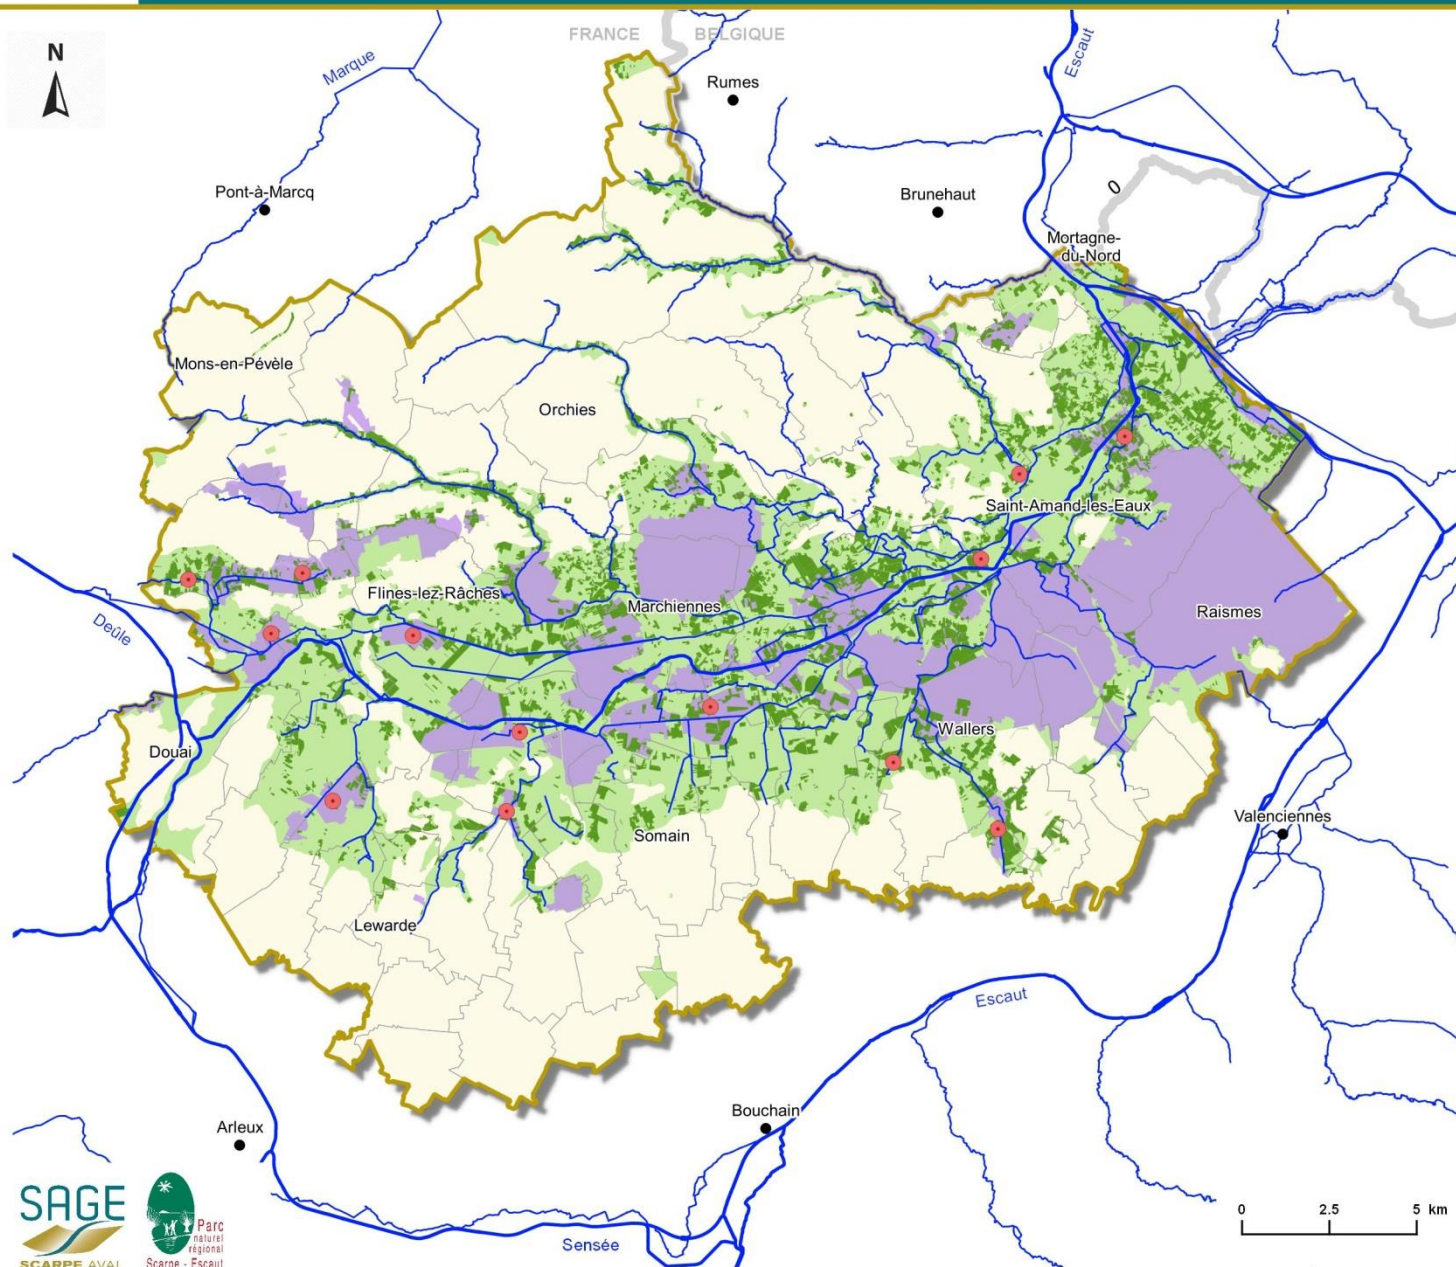 FRANCE
BELGIQUE
N
Marque
Escaut
Rumes
Pont-à-Marcq
Brunehaut
0
Mortagne-
du-Nord
Mons-en-Pévèle
Orchies
Saint-Amand-les-Eaux
Flines-lez-Râches
Marchiennes
Raismes
Deûle
Wallers
Douai
Valenciennes
Somain
Lewarde
Escaut
Bouchain
Arleux
SAGE
SCARPE AVAL
Parc
naturel
régional
Scarpe - Escaut
Sensée
0 2.5 5 km